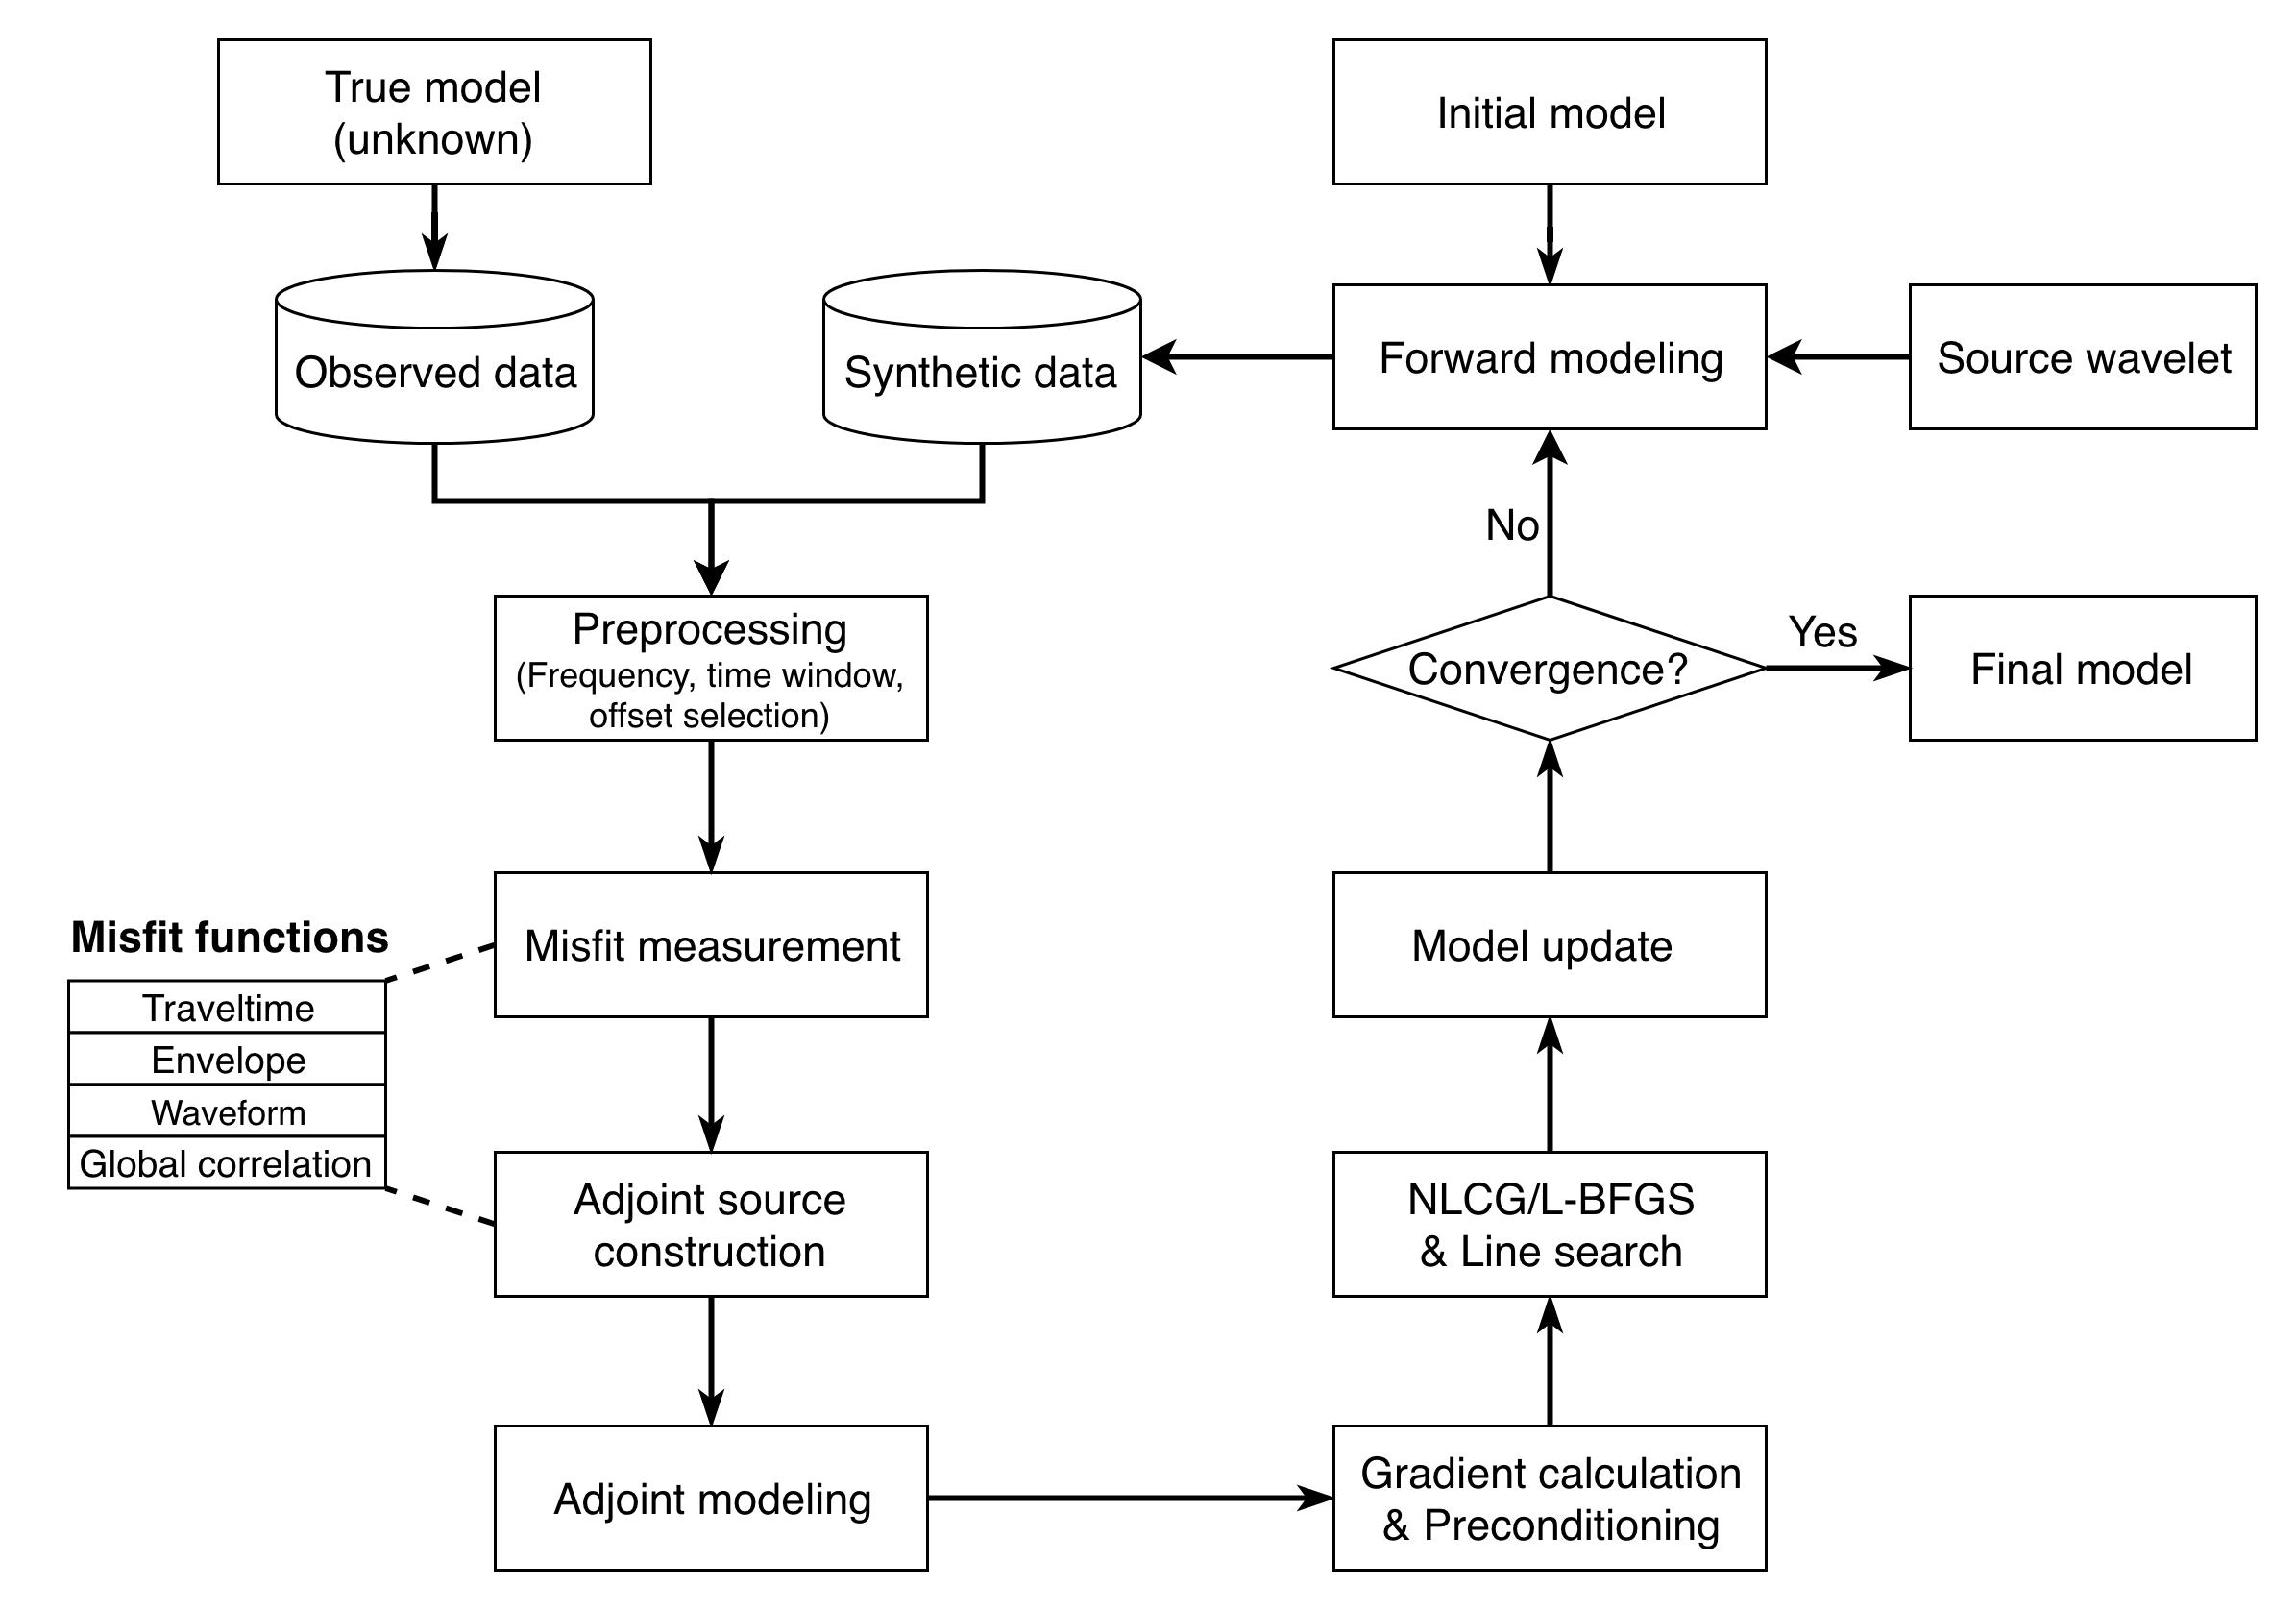 True model
(unknown)
Initial model
Observed data
Synthetic data
Forward modeling
Source wavelet
No
Preprocessing
(Frequency, time window,
offset selection)
Convergence?
Yes
Final model
Misfit functions
Traveltime
Envelope
Waveform
Global correlation
Misfit measurement
Model update
Adjoint source
construction
NLCG/L-BFGS
& Line search
Adjoint modeling
Gradient calculation
& Preconditioning